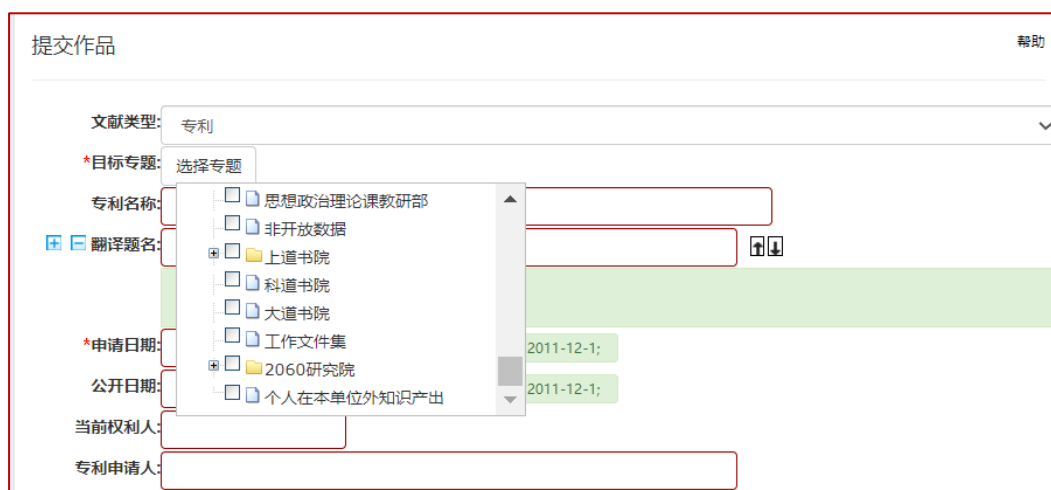 提交作品
帮助
文献类型: 专利
*目标专题: 选择专题
思想政治理论课教研部
专利名称:
非开放数据
翻译题名:
上道书院
科道书院
大道书院
工作文件集
*申请日期: 2011-12-1;
2060研究院
公开日期: 2011-12-1;
个人在本单位外知识产出
当前权利人:
专利申请人: